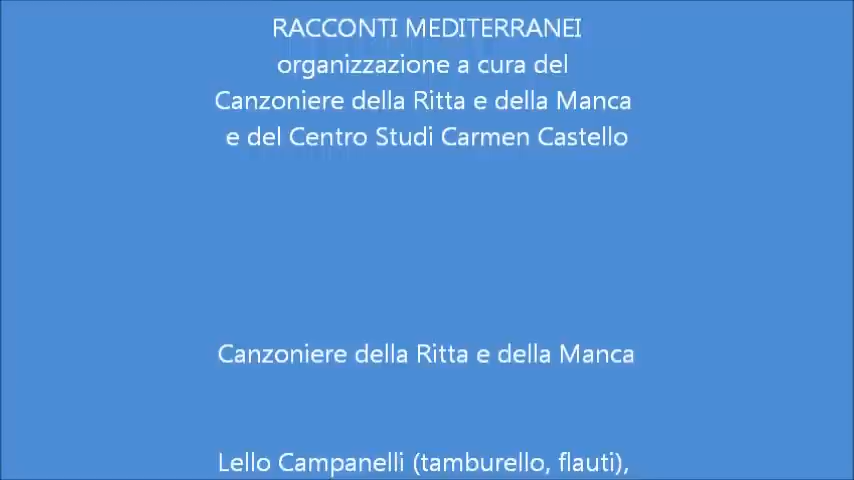 RACCONTI MEDITERRANEI
organizzazione a cura del
Canzoniere della Ritta e della Manca
e del Centro Studi Carmen Castello
Canzoniere della Ritta e della Manca
Lello Campanelli (tamburello, flauti),